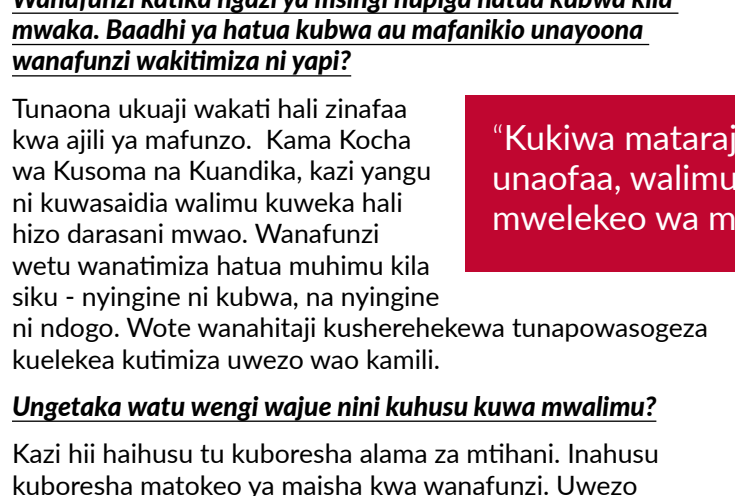 Wanafunzi katika ngazi ya msingi hupiga hatua kubwa kila
mwaka. Baadhi ya hatua kubwa au mafanikio unayoona
wanafunzi wakitimiza ni yapi?
Tunaona ukuaji wakati hali zinafaa
kwa ajili ya mafunzo. Kama Kocha
wa Kusoma na Kuandika, kazi yangu
ni kuwasaidia walimu kuweka hali
hizo darasani mwao. Wanafunzi
wetu wanatimiza hatua muhimu kila
siku - nyingine ni kubwa, na nyingine
ni ndogo. Wote wanahitaji kusherehekewa tunapowasogeza
kuelekea kutimiza uwezo wao kamili.
“Kukiwa
unaofaa, walimu
mwelekeo wa
Ungetaka watu wengi wajue nini kuhusu kuwa mwalimu?
Kazi hii haihusu tu kuboresha alama za mtihani. Inahusu
kuboresha matokeo ya maisha kwa wanafunzi. Uwezo